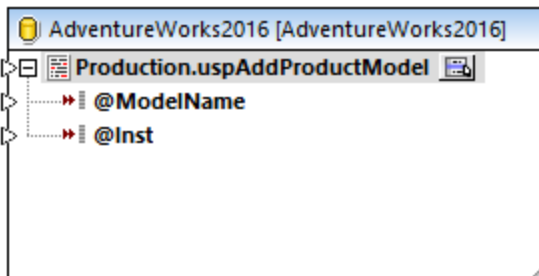 AdventureWorks2016 [AdventureWorks2016]
Production.uspAddProductModel
@ModelName
@Inst